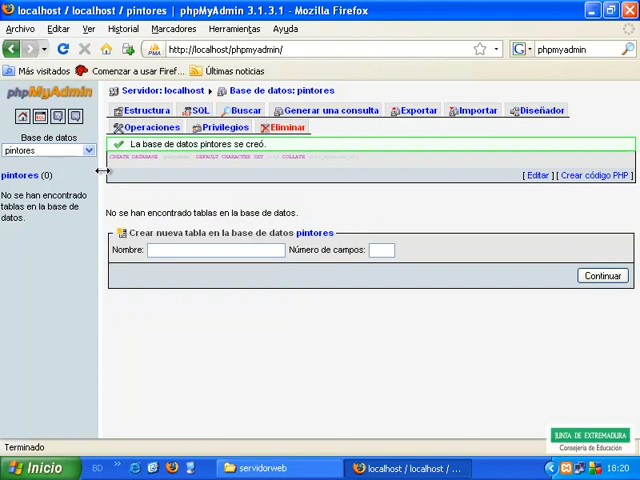 localhost / localhost / pintores | phpMyAdmin 3.1.3.1 - Mozilla Firefox
Archivo Editar Ver Historial Marcadores Herramientas Ayuda
http://localhost/phpmyadmin/
phpmyadmin
Más visitados Comenzar a usar Firef... Últimas noticias
phpMyAdmin
Servidor: localhost Base de datos: pintores
Estructura SQL Buscar Generar una consulta Exportar Importar Diseñador
Operaciones Privilegios Eliminar
Base de datos
pintores
La base de datos pintores se creó.
CREATE DATABASE DEFAULT CHARACTER SET COLLATE
[ Editar ] [ Crear código PHP ]
pintores (0)
No se han encontrado tablas en la base de datos.
No se han encontrado
tablas en la base de
datos.
Crear nueva tabla en la base de datos pintores
Nombre: Número de campos:
Continuar
JUNTA DE EXTREMADURA
Consejería de Educación
Terminado
Inicio BD servidorweb localhost / localhost / ... 18:20